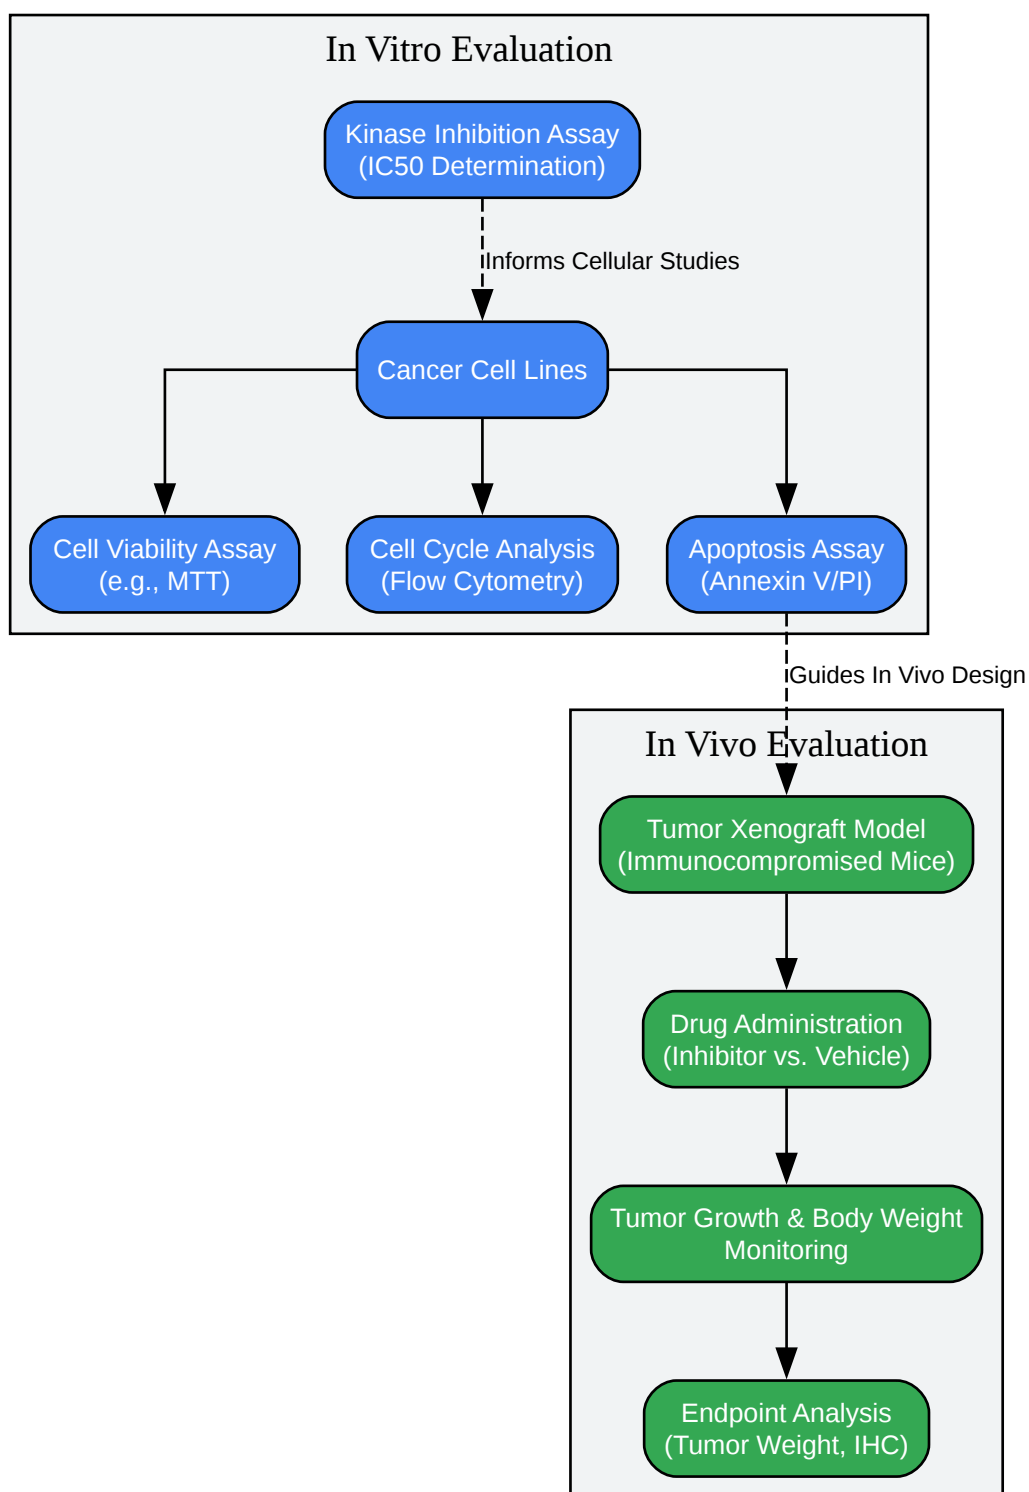 In Vitro Evaluation
Kinase Inhibition Assay
(IC50 Determination)
Informs Cellular Studies
Cancer Cell Lines
Cell Viability Assay
(e.g., MTT)
Cell Cycle Analysis
(Flow Cytometry)
Apoptosis Assay
(Annexin V/PI)
Guides In Vivo Design
In Vivo Evaluation
Tumor Xenograft Model
(Immunocompromised Mice)
Drug Administration
(Inhibitor vs. Vehicle)
Tumor Growth & Body Weight
Monitoring
Endpoint Analysis
(Tumor Weight, IHC)